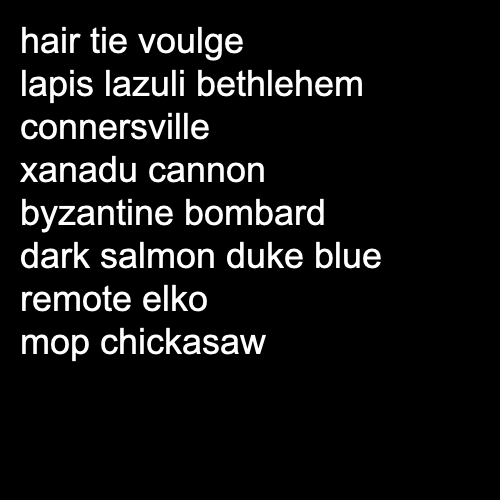 hair tie voulge
lapis lazuli bethlehem
connersville
xanadu cannon
byzantine bombard
dark salmon duke blue
remote elko
mop chickasaw